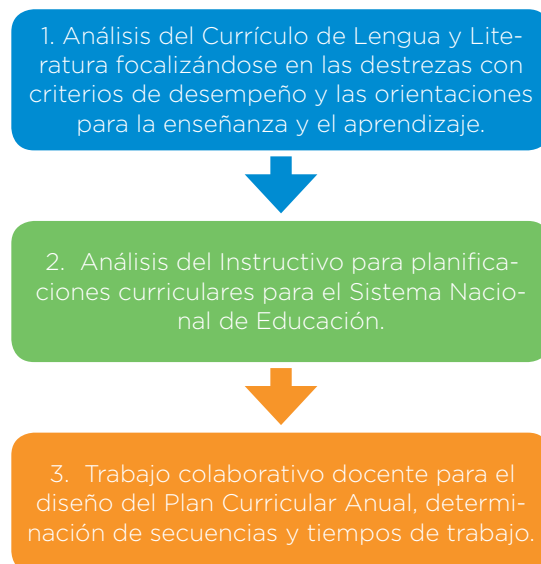 1. Análisis del Currículo de Lengua y Lite-
ratura focalizándose en las destrezas con
criterios de desempeño y las orientaciones
para la enseñanza y el aprendizaje.
2. Análisis del Instructivo para planifica-
ciones curriculares para el Sistema Nacio-
nal de Educación.
3. Trabajo colaborativo docente para el
diseño del Plan Curricular Anual, determi-
nación de secuencias y tiempos de trabajo.